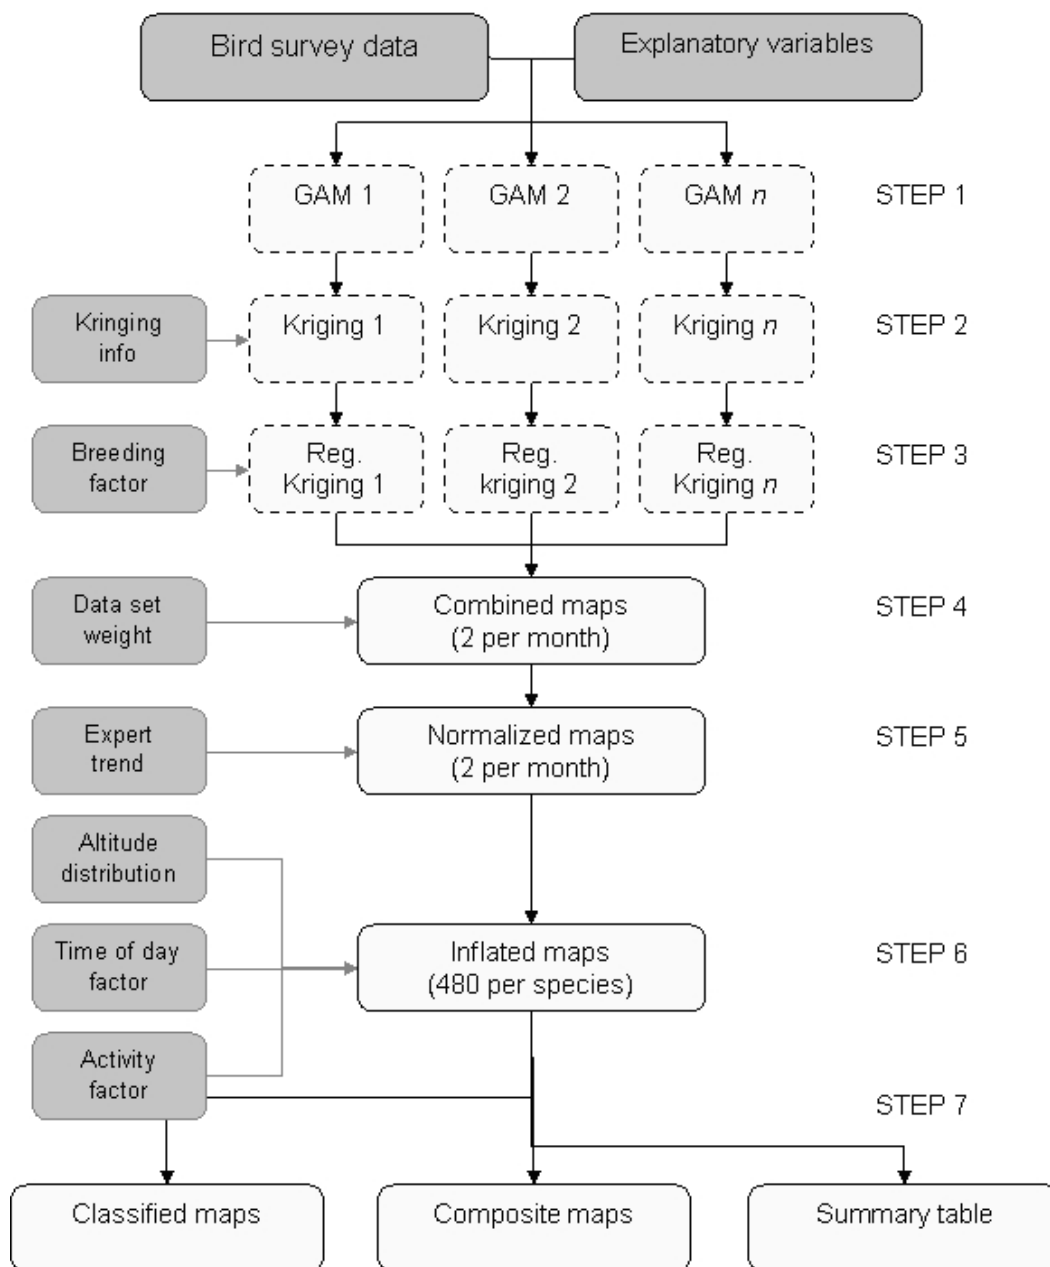 Bird survey data
Explanatory variables
GAM 1
GAM 2
GAM n
STEP 1
Kringing
info
Kriging 1
Kriging 2
Kriging n
STEP 2
Breeding
factor
Reg.
Kriging 1
Reg.
kriging 2
Reg.
Kriging n
STEP 3
Data set
weight
Combined maps
(2 per month)
STEP 4
Expert
trend
Normalized maps
(2 per month)
STEP 5
Altitude
distribution
Time of day
factor
Inflated maps
(480 per species)
STEP 6
Activity
factor
STEP 7
Classified maps
Composite maps
Summary table